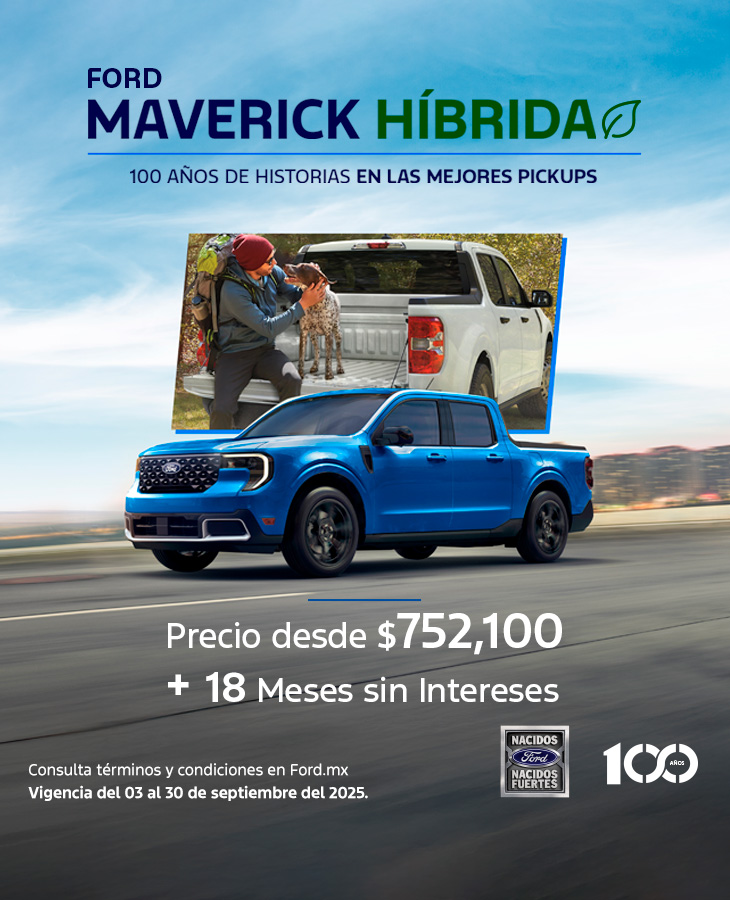 FORD
MAVERICK HÍBRIDA
100 AÑOS DE HISTORIAS EN LAS MEJORES PICKUPS
Precio desde $752,100
+ 18 Meses sin Intereses
NACIDOS
Ford
NACIDOS
FUERTES
100 AÑOS
Consulta términos y condiciones en Ford.mx
Vigencia del 03 al 30 de septiembre del 2025.